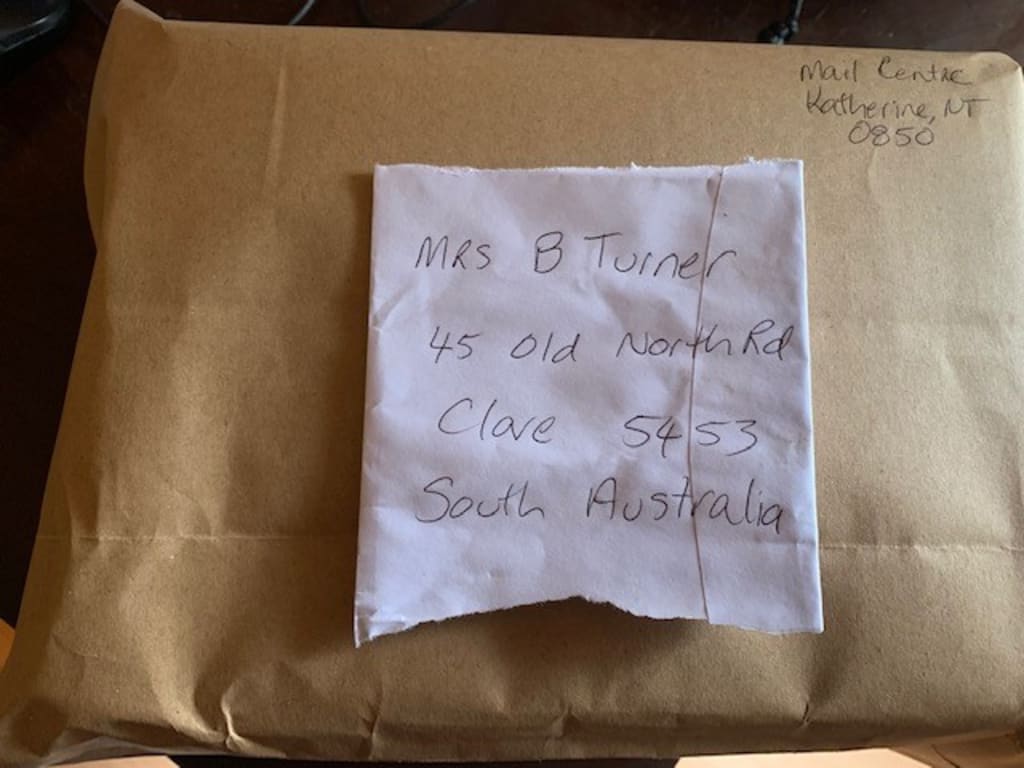 Mail Centre
Katherine, NT
0850
MRS B Turner
45 Old North Rd
Clare 5453
South Australia